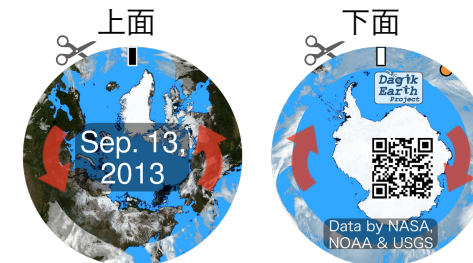 上面
Sep. 13,
2013
下面
Dagik
Earth
Project
Data by NASA,
NOAA & USGS